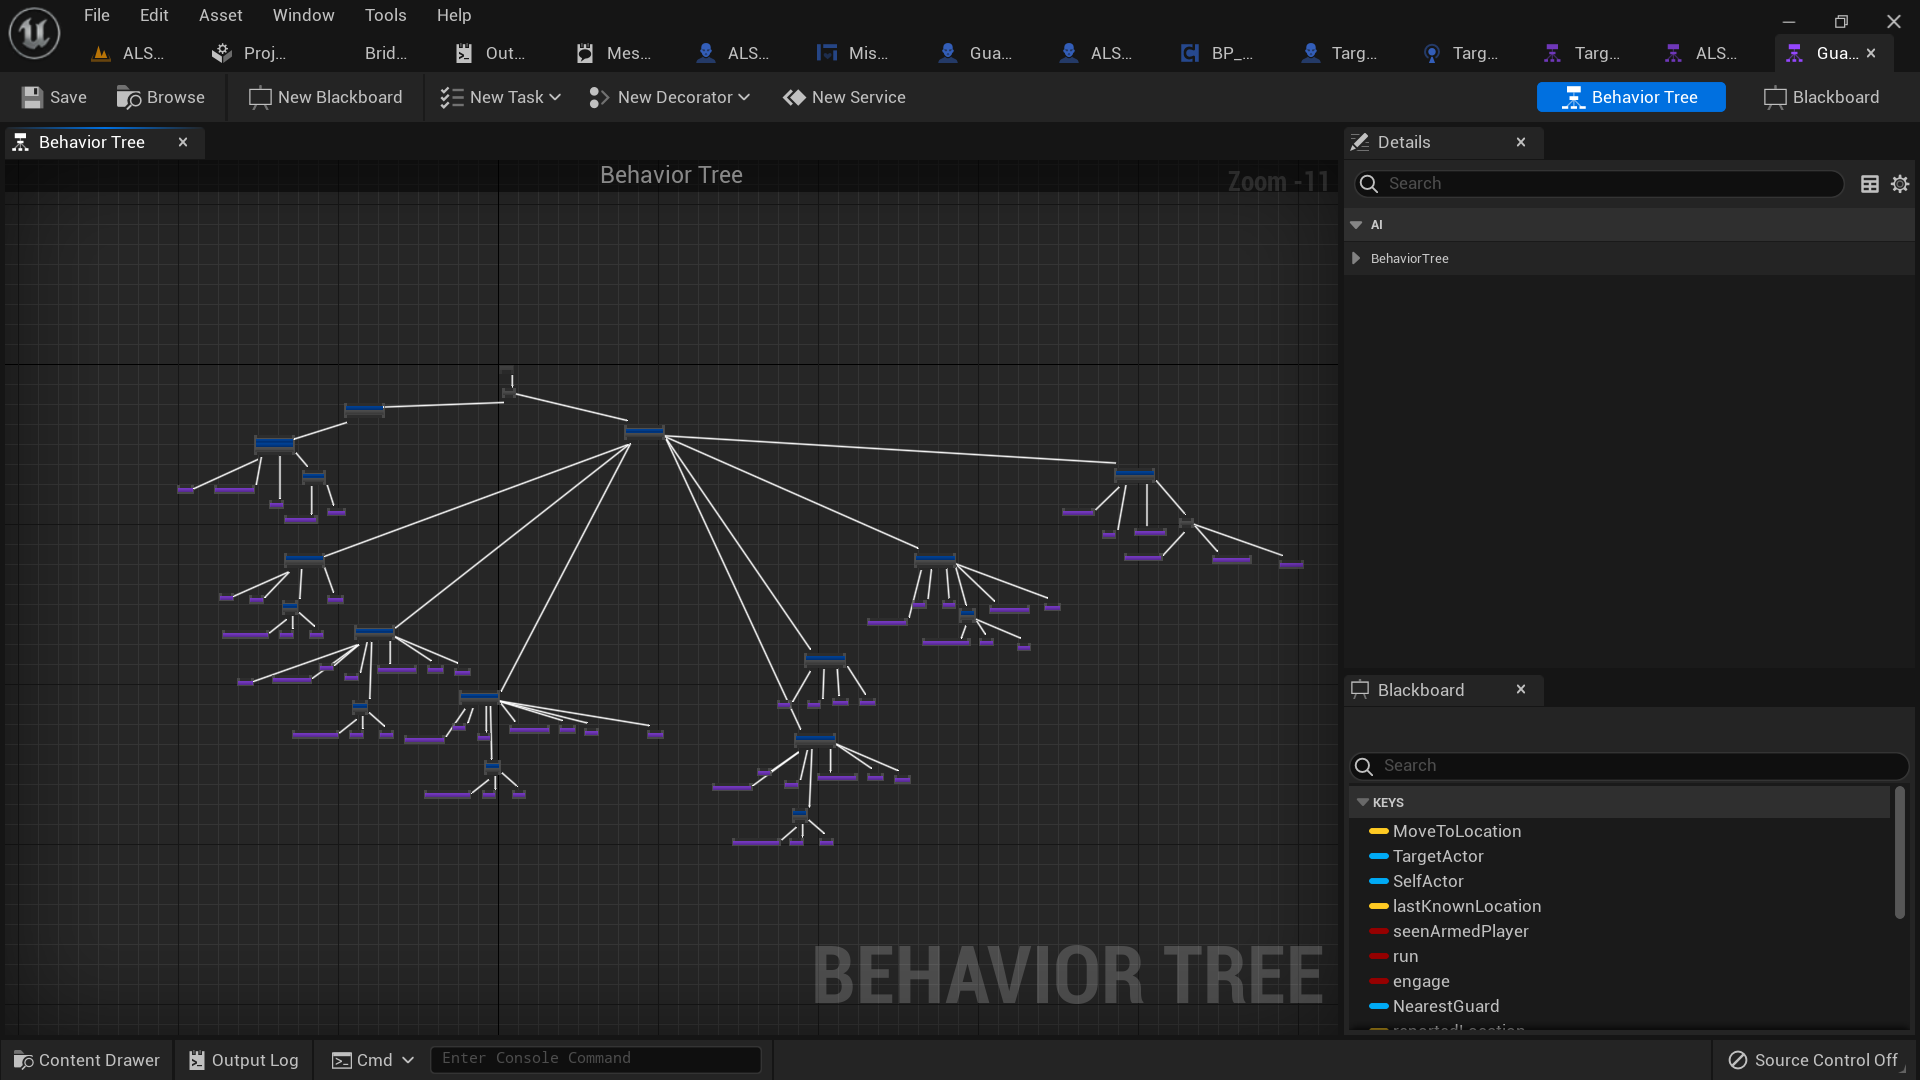 File Edit Asset Window Tools Help
ALS... Proj... Brid... Out... Mes... ALS... Mis... Gua... ALS... BP_... Targ... Targ... Targ... ALS... Gua...
Save Browse New Blackboard New Task New Decorator New Service Behavior Tree Blackboard
Behavior Tree
Behavior Tree
Zoom -11
BEHAVIOR TREE
Details
Search
AI
BehaviorTree
Blackboard
Search
KEYS
MoveToLocation
TargetActor
SelfActor
lastKnownLocation
seenArmedPlayer
run
engage
NearestGuard
reportedLocation
Content Drawer Output Log Cmd Enter Console Command Source Control Off